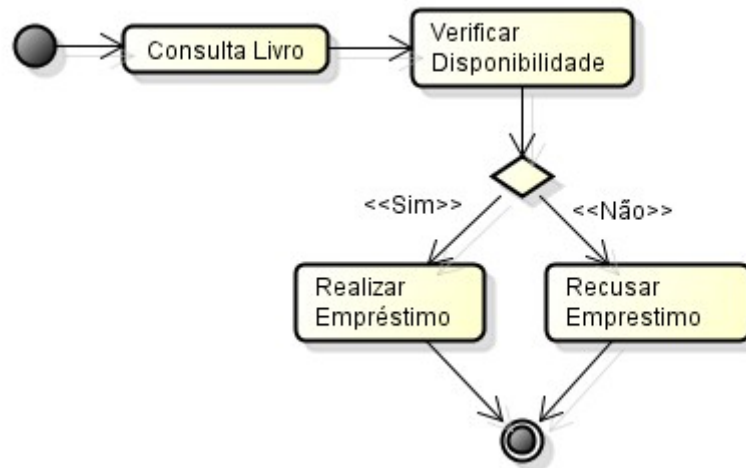 Consulta Livro
Verificar
Disponibilidade
<<Sim>>
<<Não>>
Realizar
Empréstimo
Recusar
Emprestimo